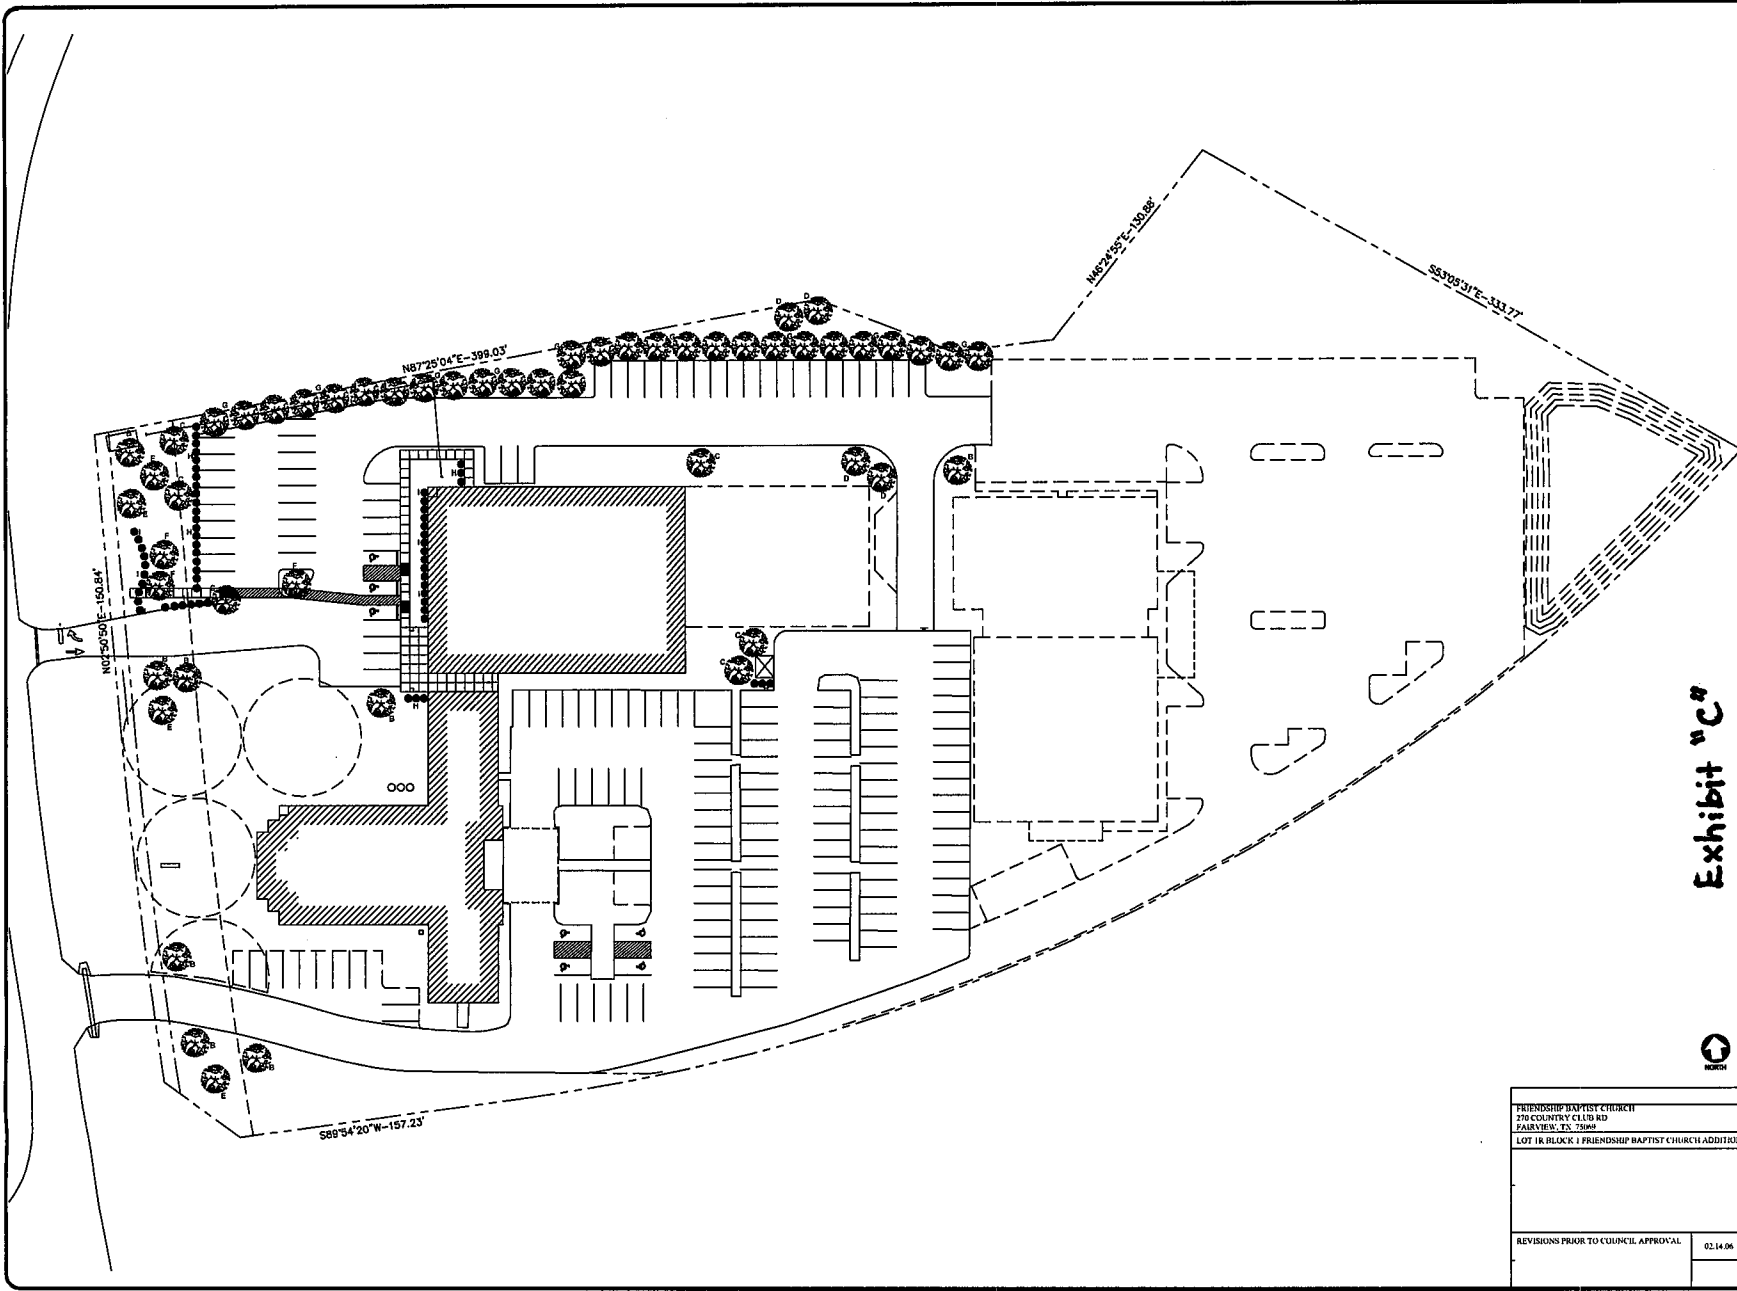 N46°24'55"E-130.88'
S53°05'31"E-333.77'
N87°25'04"E-399.03'
N02°50'50"E-150.84'
S89°54'20"W-157.23'
Exhibit "C"
NORTH
FRIENDSHIP BAPTIST CHURCH
270 COUNTRY CLUB RD
FAIRVIEW, TX 75069
LOT 1R BLOCK 1 FRIENDSHIP BAPTIST CHURCH ADDITIO
REVISIONS PRIOR TO COUNCIL APPROVAL
02.14.06